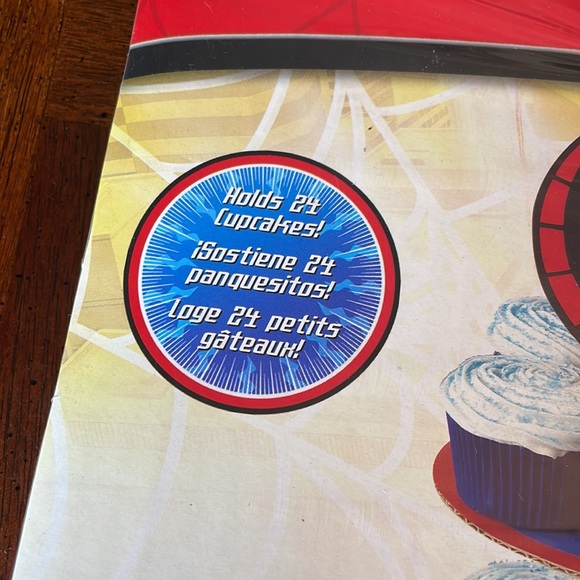 Holds 24
Cupcakes!
¡Sostiene 24
panquesitos!
Loge 24 petits
gâteaux!